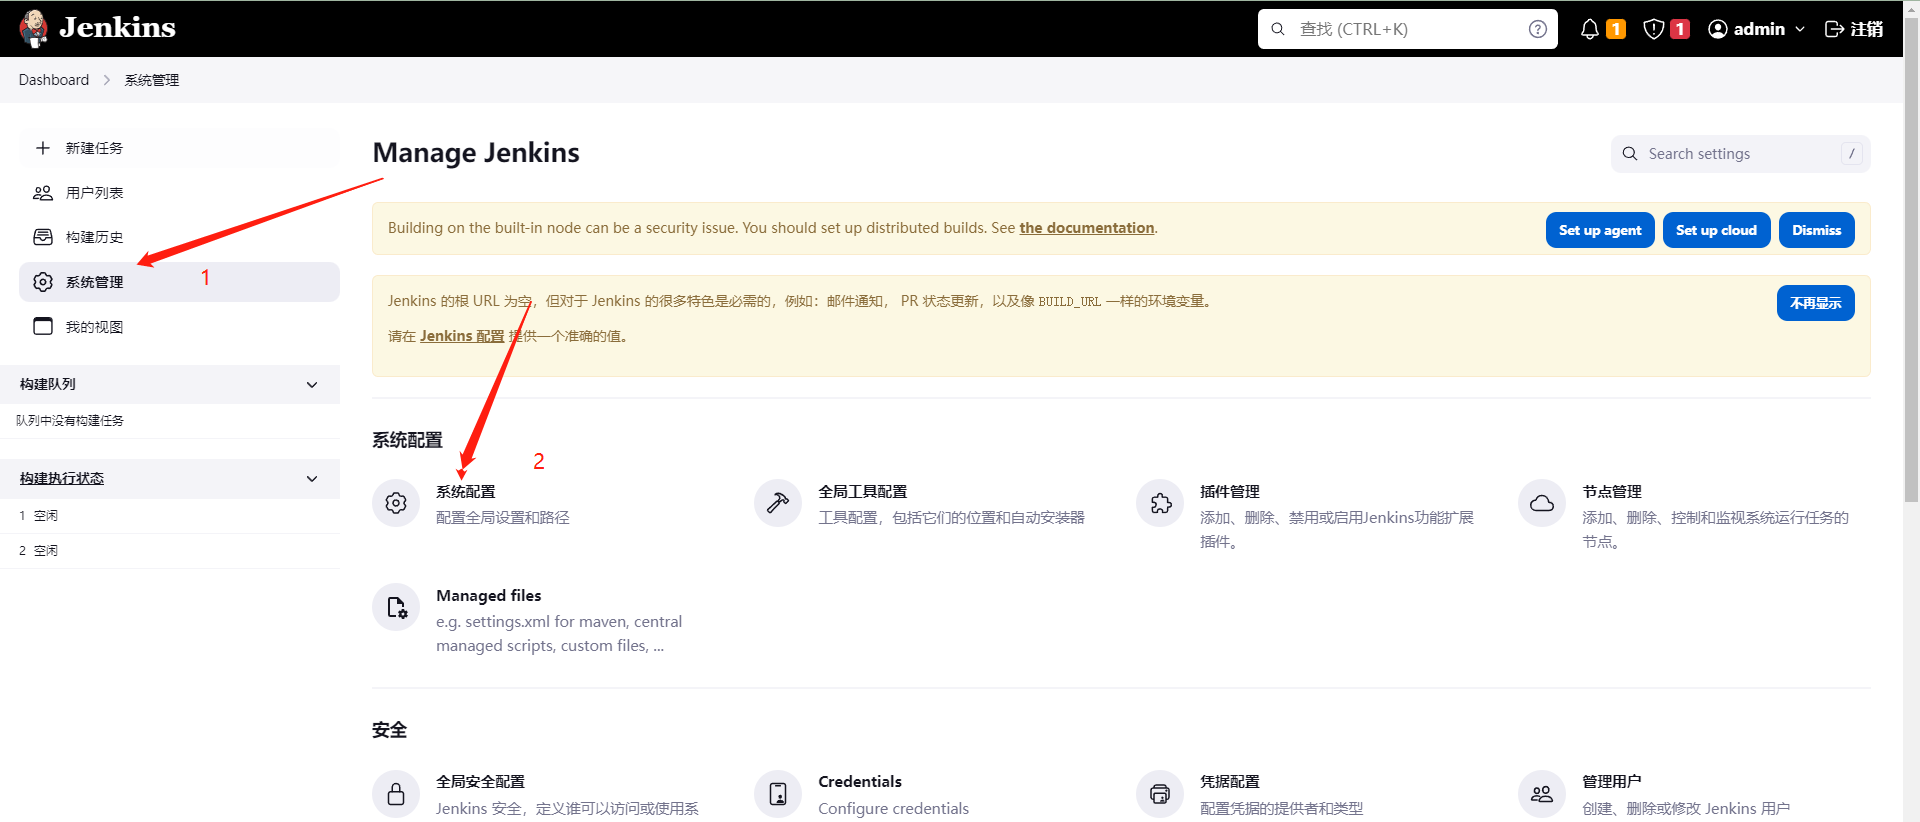 Jenkins
查找 (CTRL+K)
?
1
1
admin
注销
Dashboard
系统管理
新建任务
用户列表
构建历史
系统管理
1
我的视图
构建队列
队列中没有构建任务
构建执行状态
1 空闲
2 空闲
Manage Jenkins
Search settings
/
Building on the built-in node can be a security issue. You should set up distributed builds. See the documentation.
Set up agent
Set up cloud
Dismiss
Jenkins 的根 URL 为空，但对于 Jenkins 的很多特色是必需的，例如：邮件通知， PR 状态更新，以及像 BUILD_URL 一样的环境变量。
不再显示
请在 Jenkins 配置 提供一个准确的值。
系统配置
2
系统配置
配置全局设置和路径
全局工具配置
工具配置，包括它们的位置和自动安装器
插件管理
添加、删除、禁用或启用Jenkins功能扩展
插件。
节点管理
添加、删除、控制和监视系统运行任务的
节点。
Managed files
e.g. settings.xml for maven, central
managed scripts, custom files, ...
安全
全局安全配置
Jenkins 安全，定义谁可以访问或使用系
Credentials
Configure credentials
凭据配置
配置凭据的提供者和类型
管理用户
创建、删除或修改 Jenkins 用户